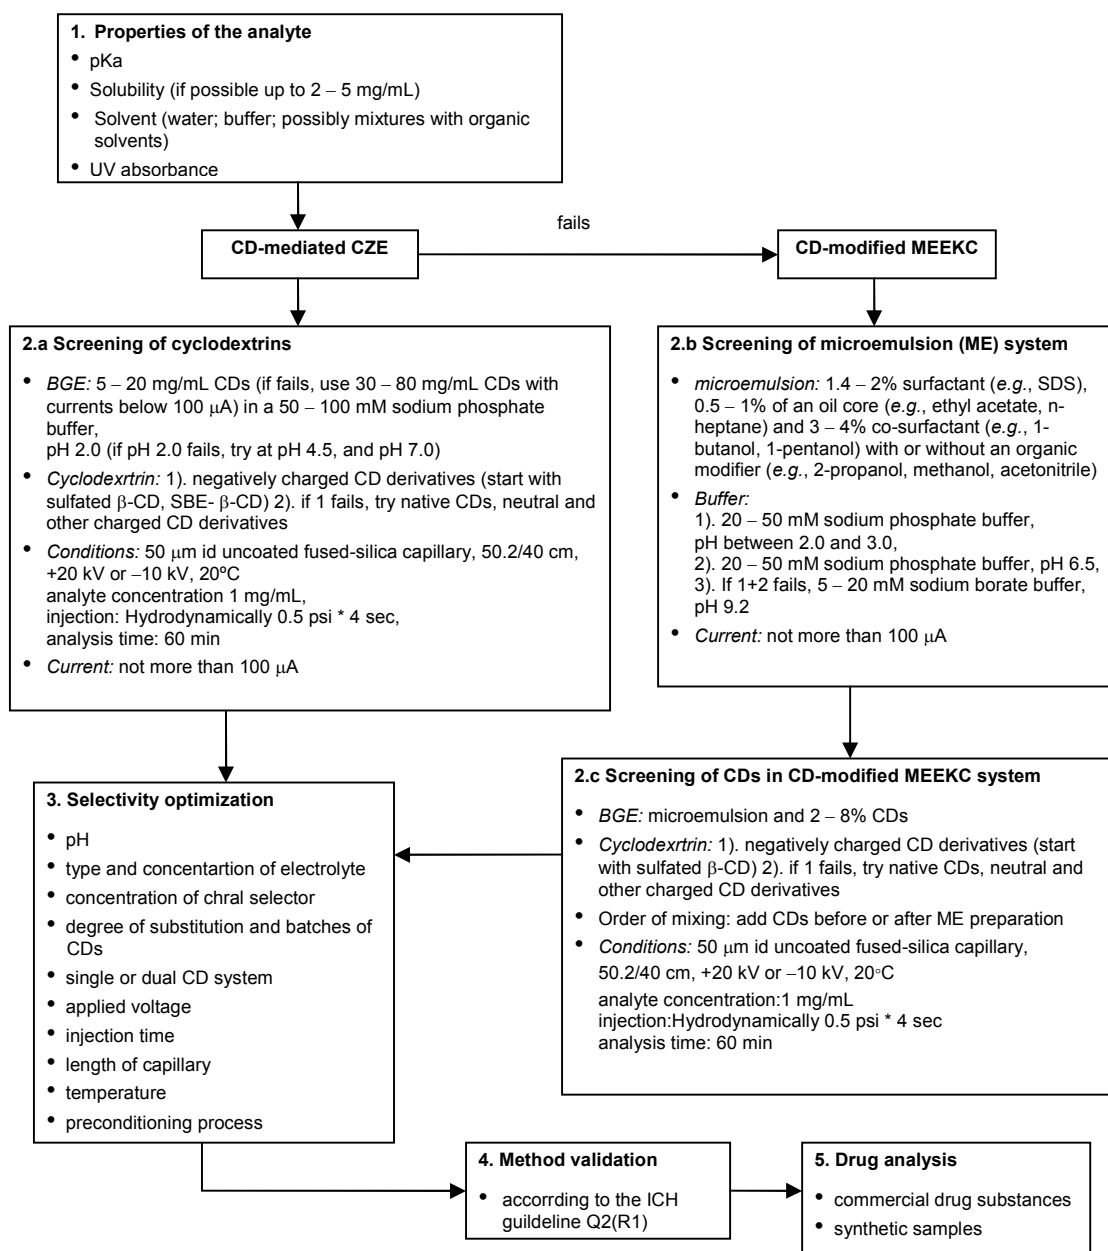 1. Properties of the analyte
• pKa
• Solubility (if possible up to 2 – 5 mg/mL)
• Solvent (water; buffer; possibly mixtures with organic
solvents)
• UV absorbance
fails
CD-mediated CZE
CD-modified MEEKC
2.a Screening of cyclodextrins
• BGE: 5 – 20 mg/mL CDs (if fails, use 30 – 80 mg/mL CDs with
currents below 100 μA) in a 50 – 100 mM sodium phosphate
buffer,
pH 2.0 (if pH 2.0 fails, try at pH 4.5, and pH 7.0)
• Cyclodexrtrin: 1). negatively charged CD derivatives (start with
sulfated β-CD, SBE- β-CD) 2). if 1 fails, try native CDs, neutral and
other charged CD derivatives
• Conditions: 50 μm id uncoated fused-silica capillary, 50.2/40 cm,
+20 kV or –10 kV, 20ºC
analyte concentration 1 mg/mL,
injection: Hydrodynamically 0.5 psi * 4 sec,
analysis time: 60 min
• Current: not more than 100 μA
2.b Screening of microemulsion (ME) system
• microemulsion: 1.4 – 2% surfactant (e.g., SDS),
0.5 – 1% of an oil core (e.g., ethyl acetate, n-
heptane) and 3 – 4% co-surfactant (e.g., 1-
butanol, 1-pentanol) with or without an organic
modifier (e.g., 2-propanol, methanol, acetonitrile)
• Buffer:
1). 20 – 50 mM sodium phosphate buffer,
pH between 2.0 and 3.0,
2). 20 – 50 mM sodium phosphate buffer, pH 6.5,
3). If 1+2 fails, 5 – 20 mM sodium borate buffer,
pH 9.2
• Current: not more than 100 μA
2.c Screening of CDs in CD-modified MEEKC system
• BGE: microemulsion and 2 – 8% CDs
• Cyclodexrtrin: 1). negatively charged CD derivatives (start
with sulfated β-CD) 2). if 1 fails, try native CDs, neutral and
other charged CD derivatives
• Order of mixing: add CDs before or after ME preparation
• Conditions: 50 μm id uncoated fused-silica capillary,
50.2/40 cm, +20 kV or –10 kV, 20◦C
analyte concentration:1 mg/mL
injection:Hydrodynamically 0.5 psi * 4 sec
analysis time: 60 min
3. Selectivity optimization
• pH
• type and concentartion of electrolyte
• concentration of chral selector
• degree of substitution and batches of
CDs
• single or dual CD system
• applied voltage
• injection time
• length of capillary
• temperature
• preconditioning process
4. Method validation
• accorrding to the ICH
guildeline Q2(R1)
5. Drug analysis
• commercial drug substances
• synthetic samples